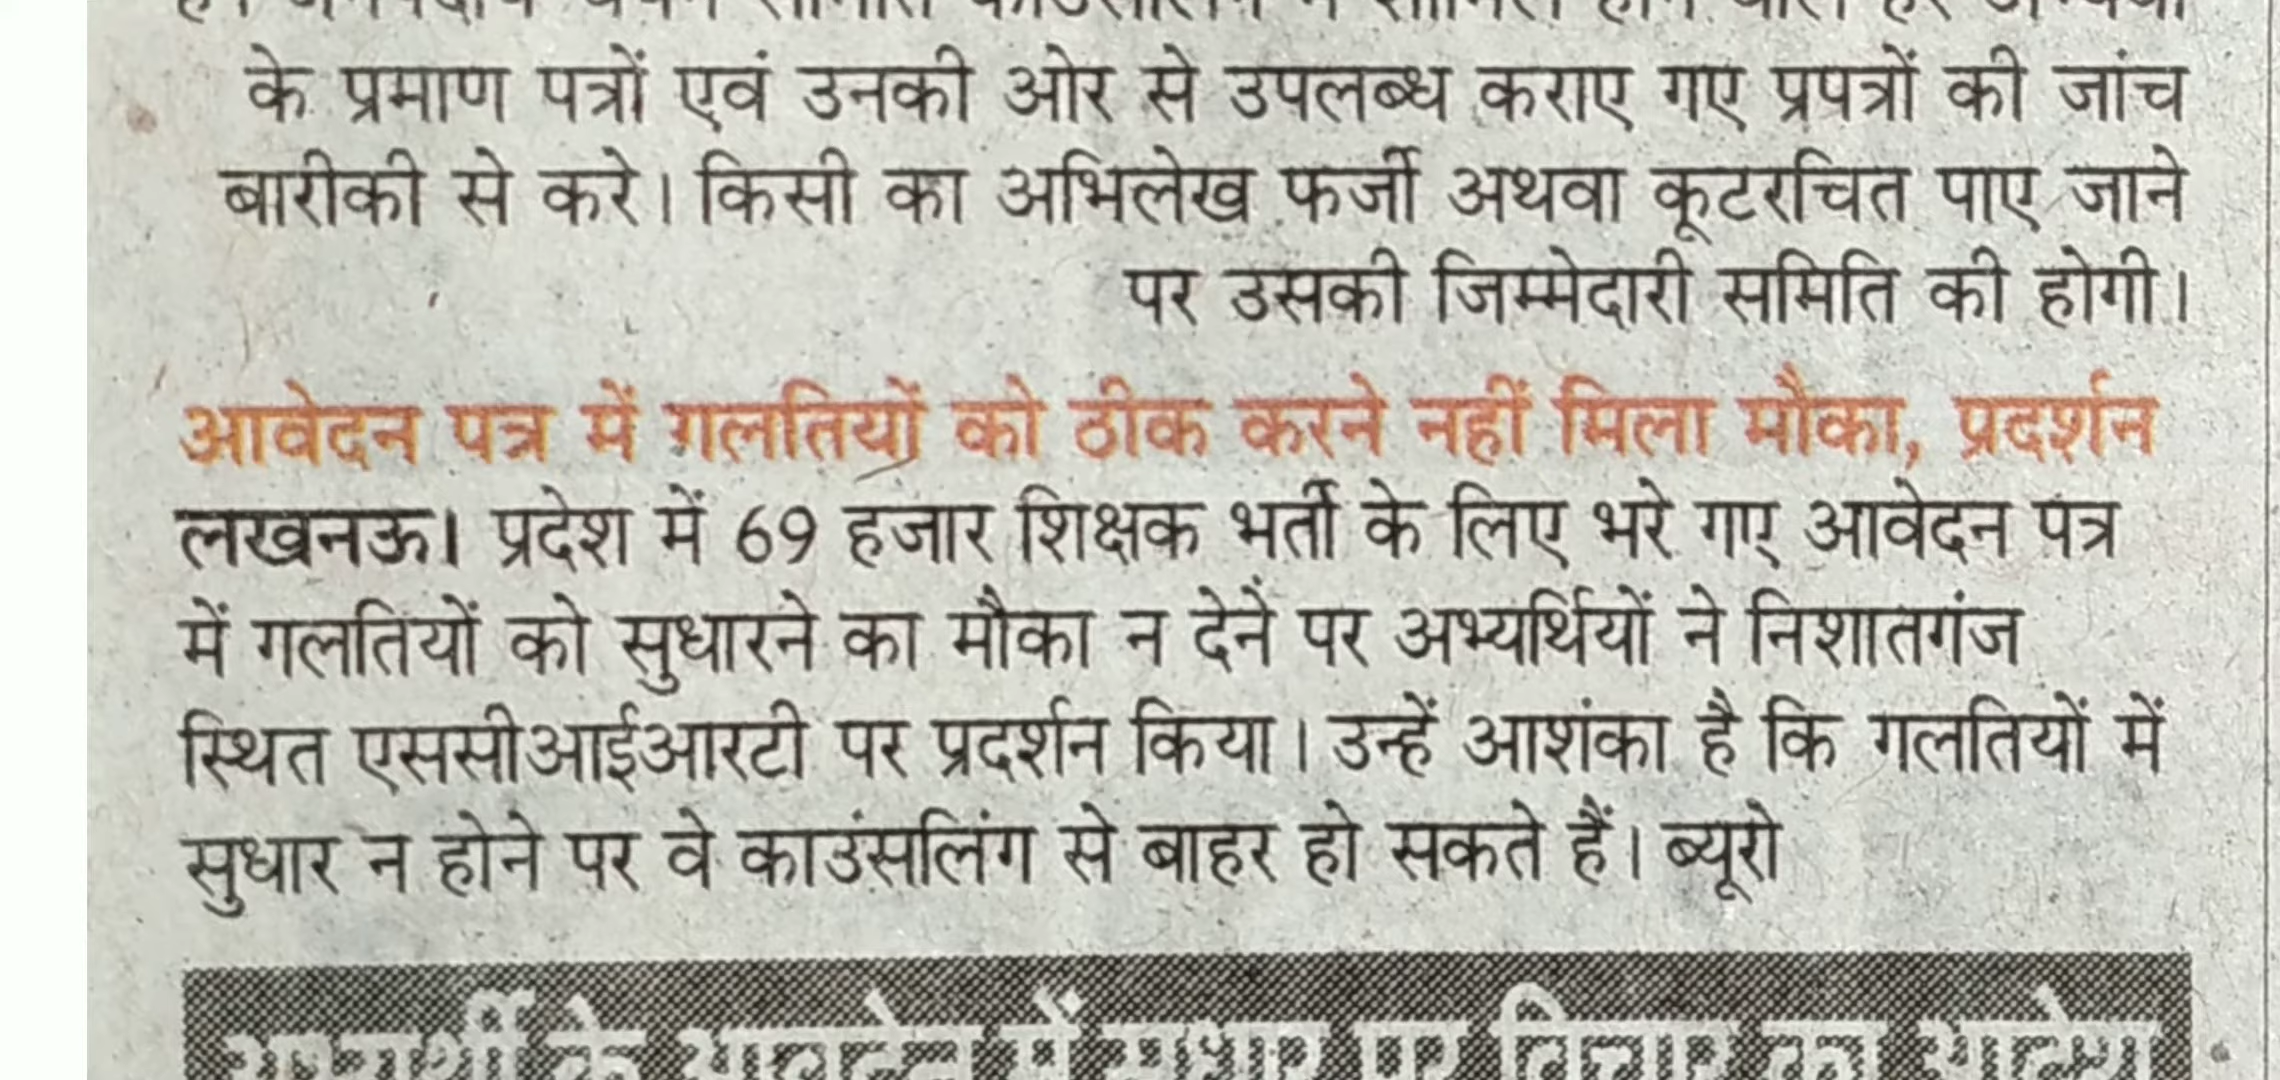 के प्रमाण पत्रों एवं उनकी ओर से उपलब्ध कराए गए प्रपत्रों की जांच
बारीकी से करे। किसी का अभिलेख फर्जी अथवा कूटरचित पाए जाने
पर उसकी जिम्मेदारी समिति की होगी।
आवेदन पत्र में गलतियों को ठीक करने नहीं मिला मौका, प्रदर्शन
लखनऊ। प्रदेश में 69 हजार शिक्षक भर्ती के लिए भरे गए आवेदन पत्र
में गलतियों को सुधारने का मौका न देने पर अभ्यर्थियों ने निशातगंज
स्थित एससीआईआरटी पर प्रदर्शन किया। उन्हें आशंका है कि गलतियों में
सुधार न होने पर वे काउंसलिंग से बाहर हो सकते हैं। ब्यूरो